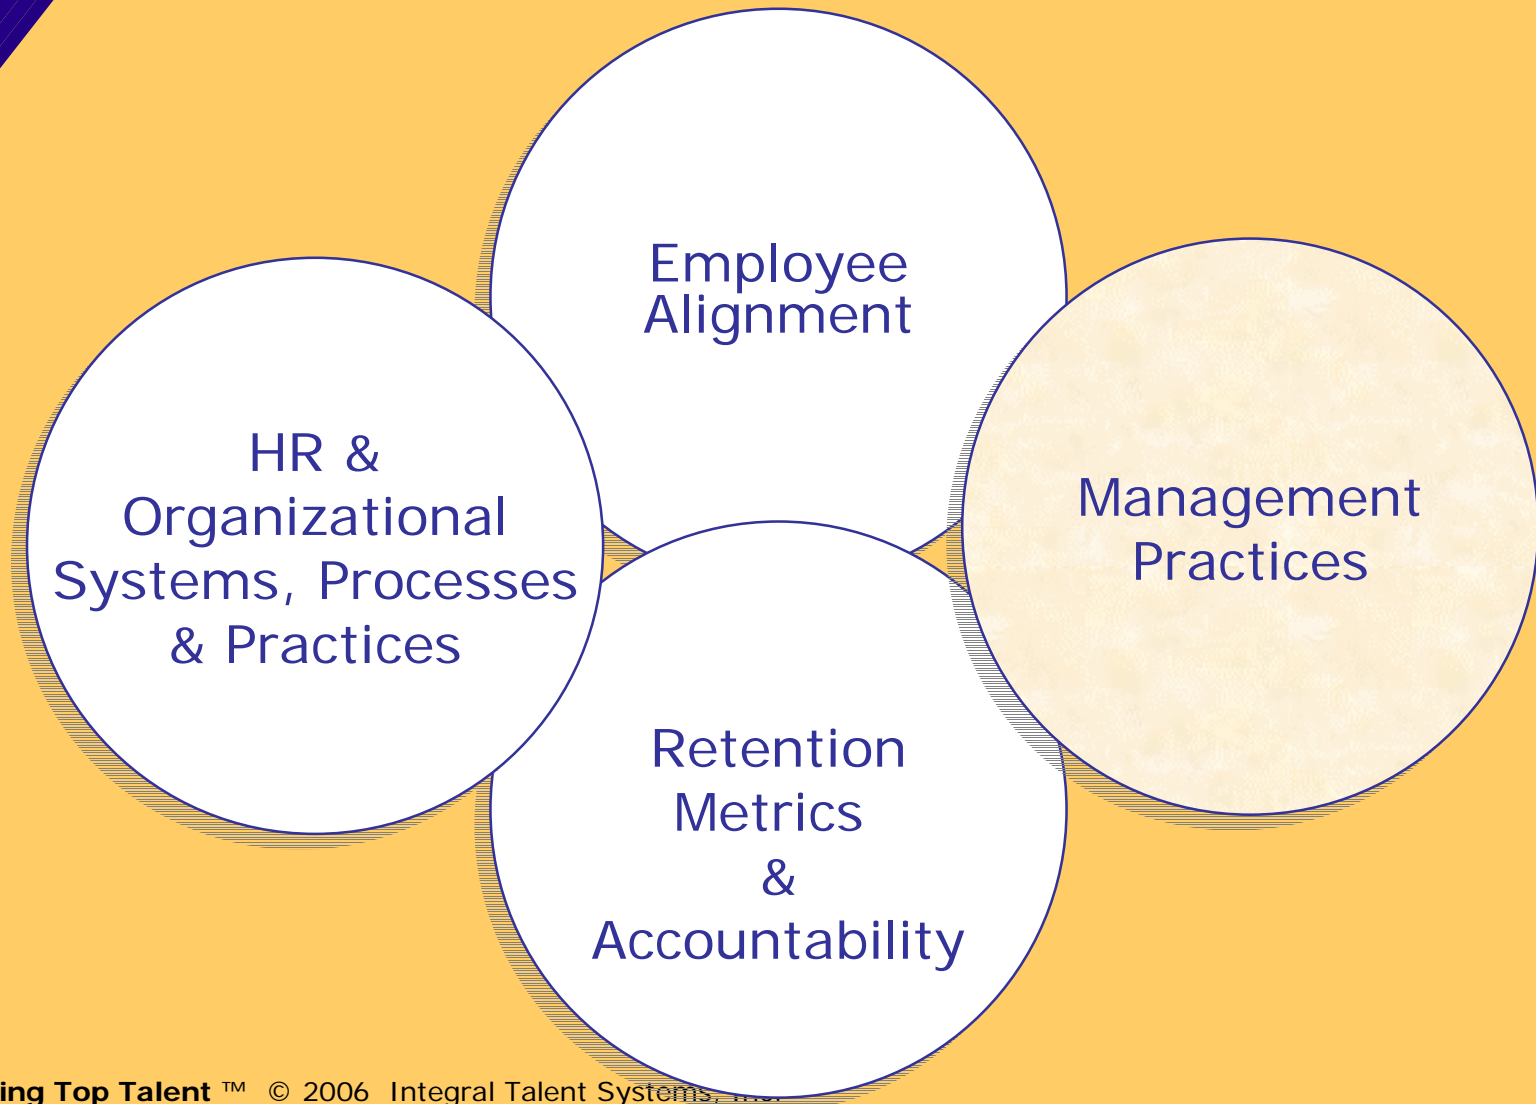 Employee
Alignment
HR &
Organizational
Systems, Processes
& Practices
Management
Practices
Retention
Metrics
&
Accountability
ing Top Talent ™ © 2006 Integral Talent Systems,